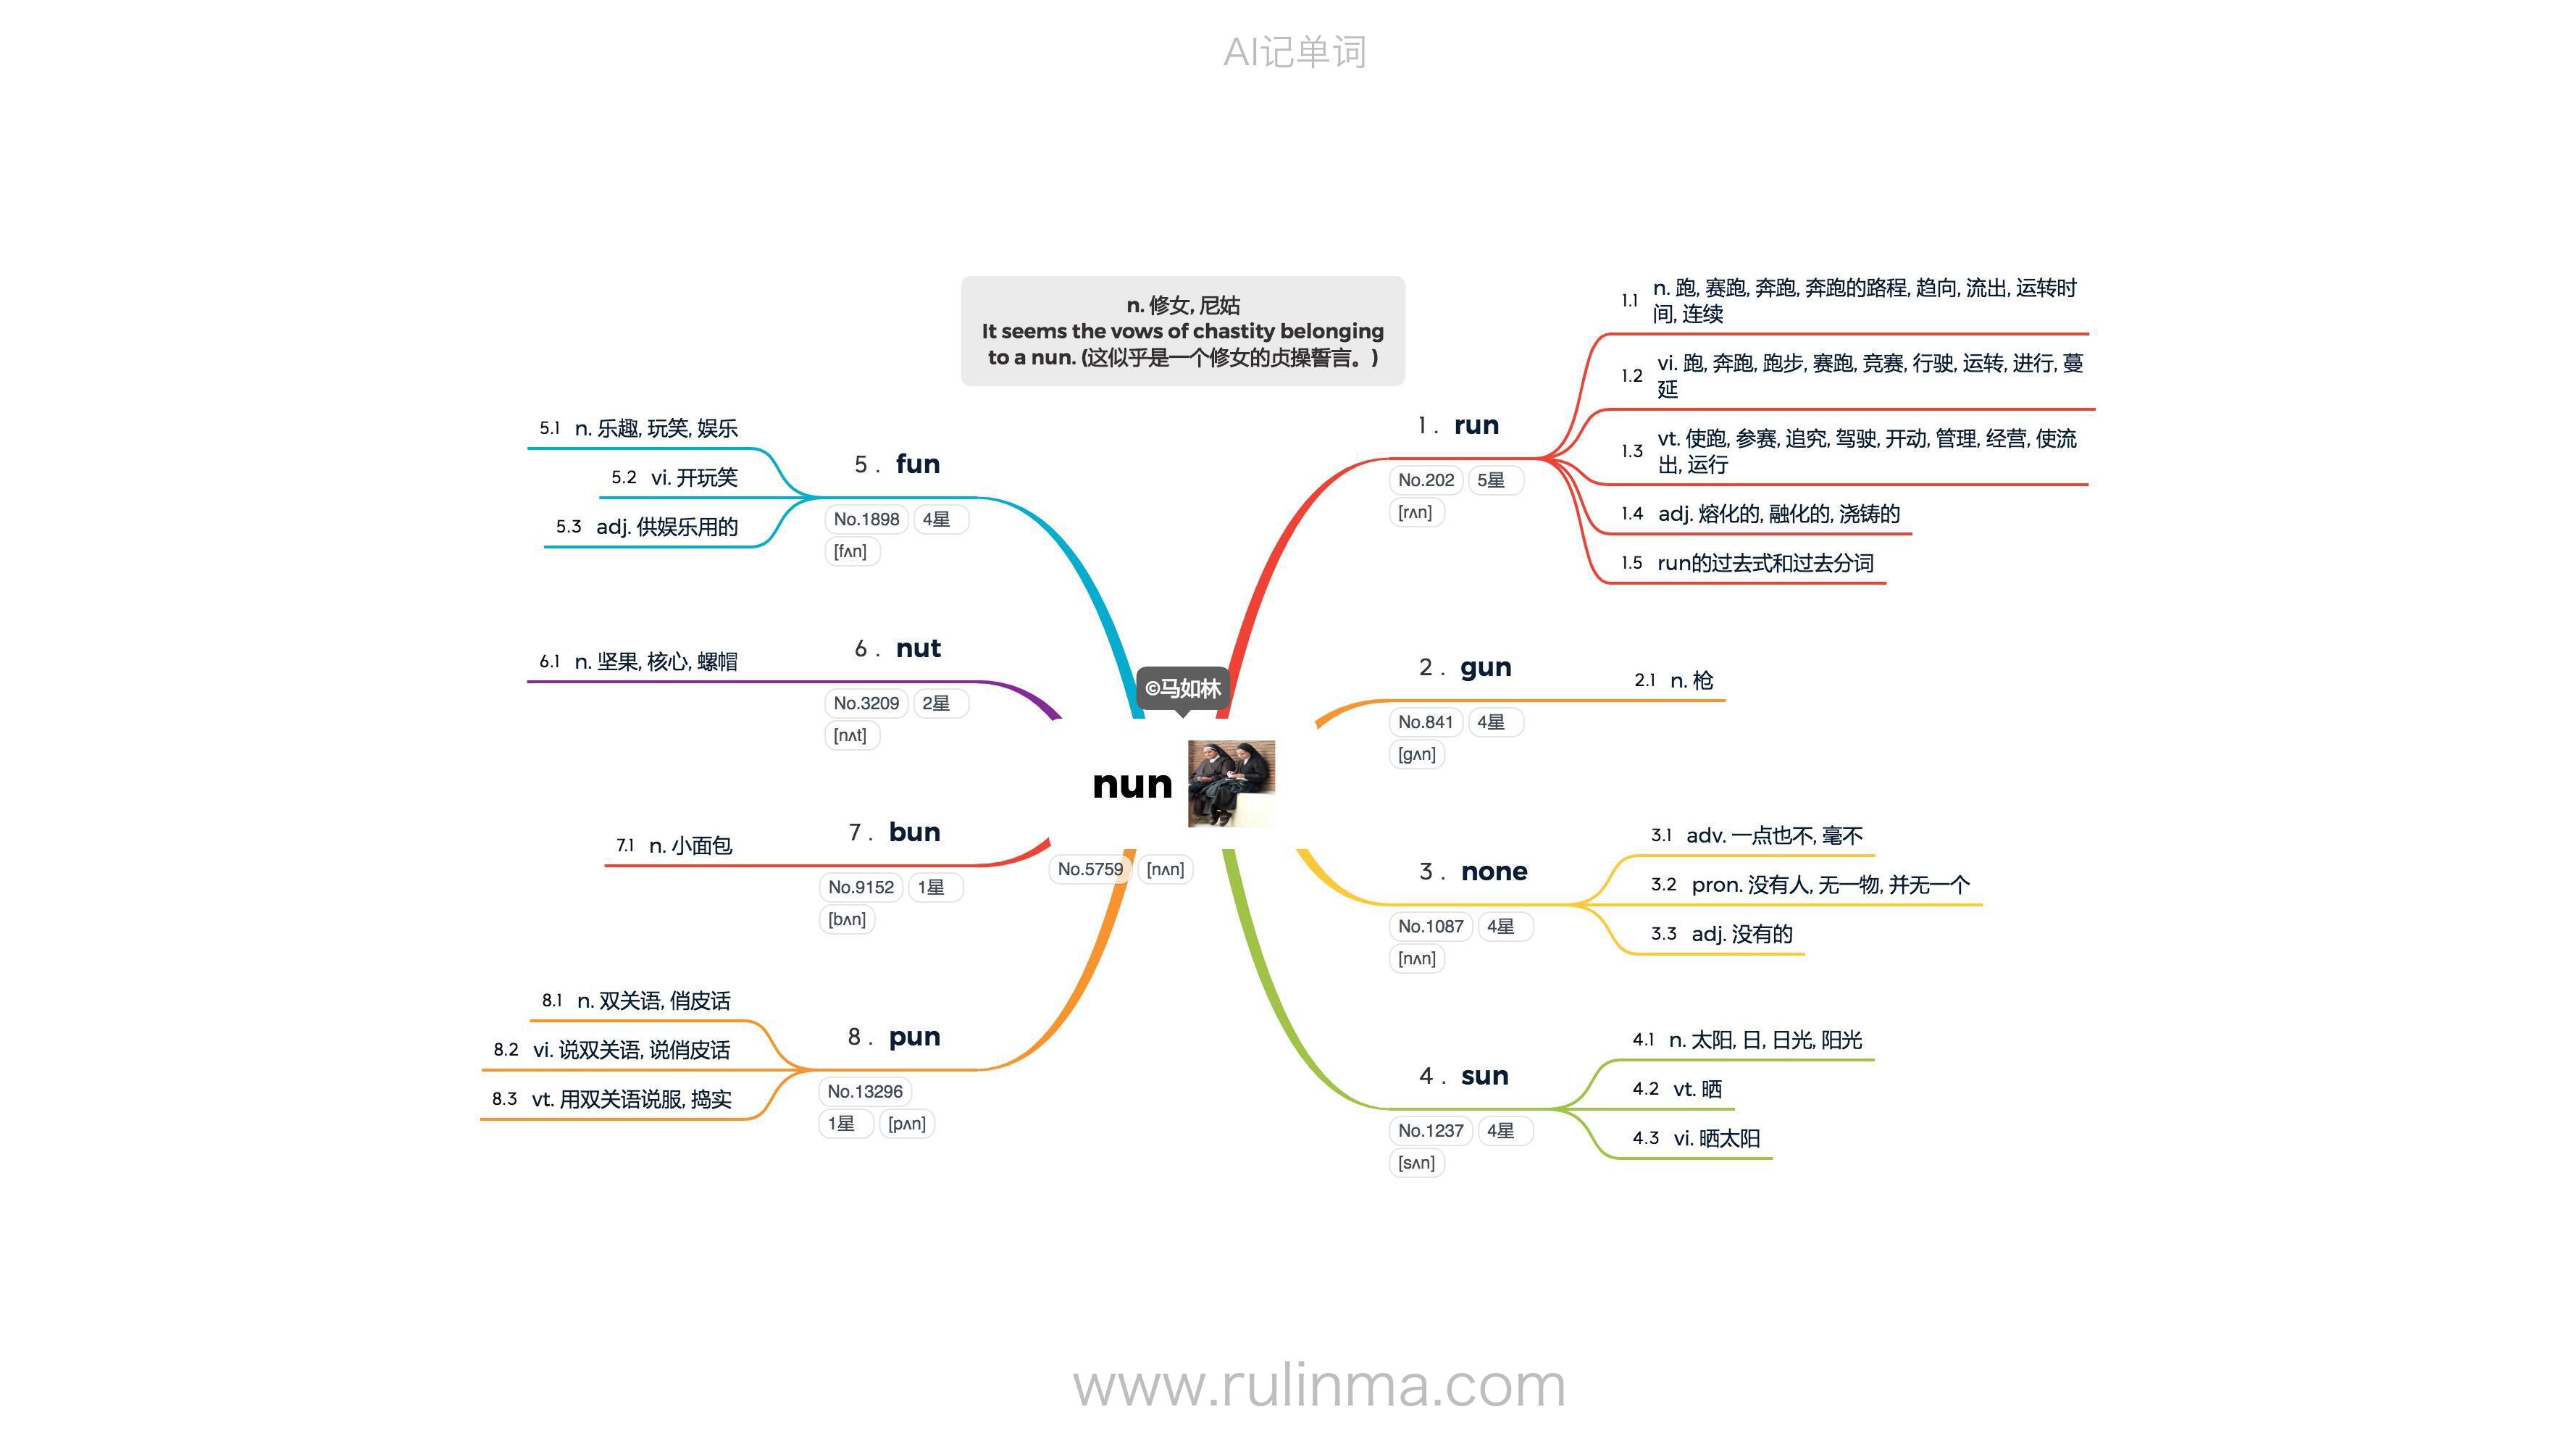 AI记单词
n. 修女, 尼姑
It seems the vows of chastity belonging
to a nun. (这似乎是一个修女的贞操誓言。)
©马如林
nun
No.5759 [nʌn]
1 . run
No.202 5星
[rʌn]
1.1 n. 跑, 赛跑, 奔跑, 奔跑的路程, 趋向, 流出, 运转时
间, 连续
1.2 vi. 跑, 奔跑, 跑步, 赛跑, 竞赛, 行驶, 运转, 进行, 蔓
延
1.3 vt. 使跑, 参赛, 追究, 驾驶, 开动, 管理, 经营, 使流
出, 运行
1.4 adj. 熔化的, 融化的, 浇铸的
1.5 run的过去式和过去分词
2 . gun
No.841 4星
[gʌn]
2.1 n. 枪
3 . none
No.1087 4星
[nʌn]
3.1 adv. 一点也不, 毫不
3.2 pron. 没有人, 无一物, 并无一个
3.3 adj. 没有的
4 . sun
No.1237 4星
[sʌn]
4.1 n. 太阳, 日, 日光, 阳光
4.2 vt. 晒
4.3 vi. 晒太阳
5 . fun
No.1898 4星
[fʌn]
5.1 n. 乐趣, 玩笑, 娱乐
5.2 vi. 开玩笑
5.3 adj. 供娱乐用的
6 . nut
No.3209 2星
[nʌt]
6.1 n. 坚果, 核心, 螺帽
7 . bun
No.9152 1星
[bʌn]
7.1 n. 小面包
8 . pun
No.13296
1星 [pʌn]
8.1 n. 双关语, 俏皮话
8.2 vi. 说双关语, 说俏皮话
8.3 vt. 用双关语说服, 捣实
www.rulinma.com